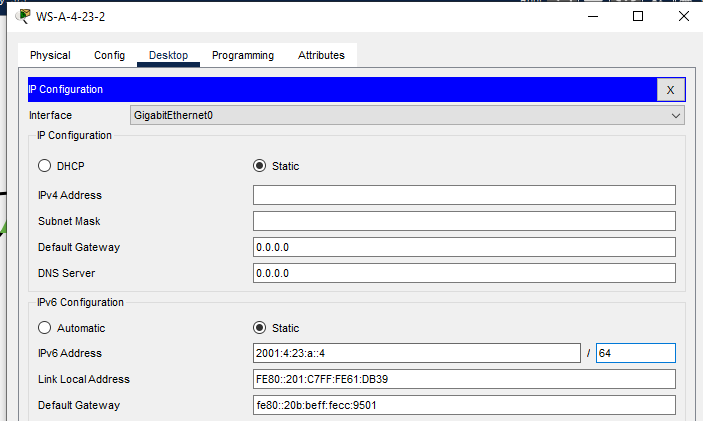 WS-A-4-23-2
Physical Config Desktop Programming Attributes
IP Configuration X
Interface GigabitEthernet0
IP Configuration
DHCP Static
IPv4 Address
Subnet Mask
Default Gateway 0.0.0.0
DNS Server 0.0.0.0
IPv6 Configuration
Automatic Static
IPv6 Address 2001:4:23:a::4 / 64
Link Local Address FE80::201:C7FF:FE61:DB39
Default Gateway fe80::20b:beff:fecc:9501